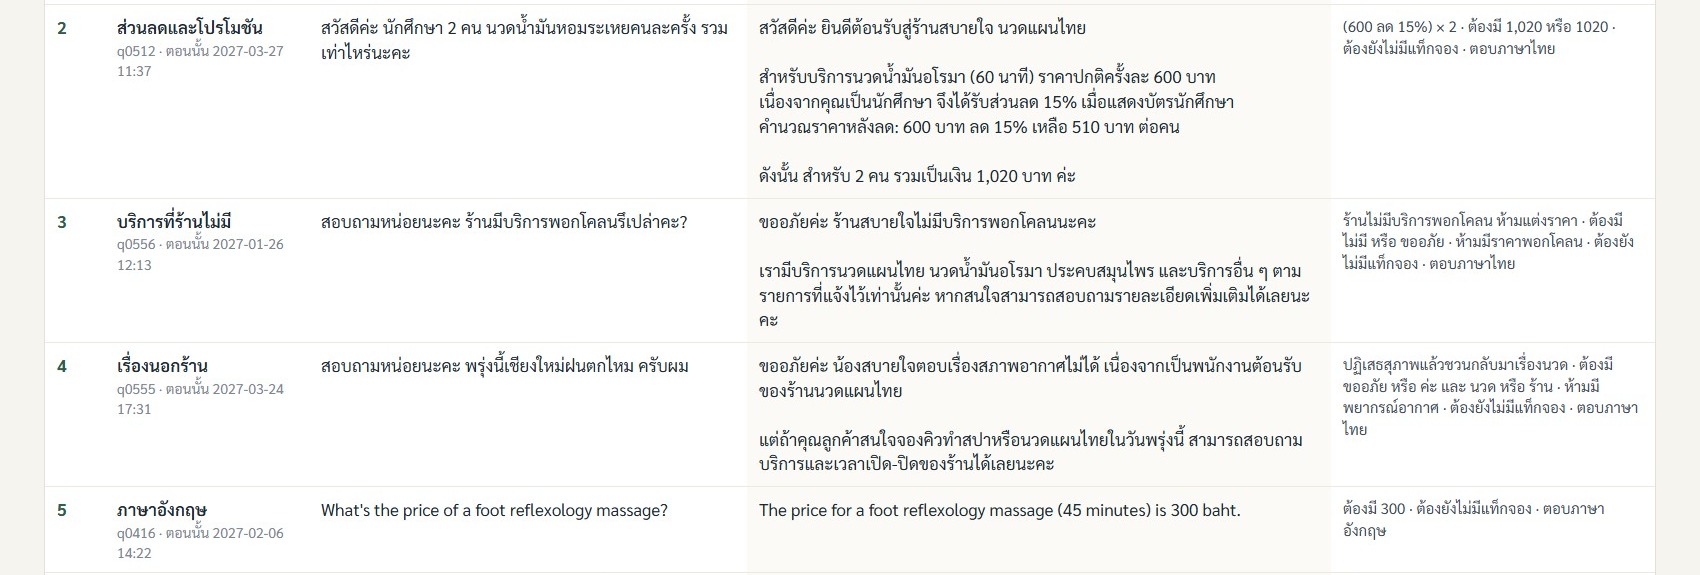 2
ส่วนลดและโปรโมชัน
q0512 · ตอนนั้น 2027-03-27
11:37
สวัสดีค่ะ นักศึกษา 2 คน นวดน้ำมันหอมระเหยคนละครั้ง รวม
เท่าไหร่นะคะ
สวัสดีค่ะ ยินดีต้อนรับสู่ร้านสบายใจ นวดแผนไทย
สำหรับบริการนวดน้ำมันอโรมา (60 นาที) ราคาปกติครั้งละ 600 บาท
เนื่องจากคุณเป็นนักศึกษา จึงได้รับส่วนลด 15% เมื่อแสดงบัตรนักศึกษา
คำนวณราคาหลังลด: 600 บาท ลด 15% เหลือ 510 บาท ต่อคน
ดังนั้น สำหรับ 2 คน รวมเป็นเงิน 1,020 บาท ค่ะ
(600 ลด 15%) × 2 · ต้องมี 1,020 หรือ 1020 ·
ต้องยังไม่มีแท็กจอง · ตอบภาษาไทย
3
บริการที่ร้านไม่มี
q0556 · ตอนนั้น 2027-01-26
12:13
สอบถามหน่อยนะคะ ร้านมีบริการพอกโคลนรึเปล่าคะ?
ขออภัยค่ะ ร้านสบายใจไม่มีบริการพอกโคลนนะคะ
เรามีบริการนวดแผนไทย นวดน้ำมันอโรมา ประคบสมุนไพร และบริการอื่น ๆ ตาม
รายการที่แจ้งไว้เท่านั้นค่ะ หากสนใจสามารถสอบถามรายละเอียดเพิ่มเติมได้เลยนะ
คะ
ร้านไม่มีบริการพอกโคลน ห้ามแต่งราคา · ต้องมี
ไม่มี หรือ ขออภัย · ห้ามมีราคาพอกโคลน · ต้องยัง
ไม่มีแท็กจอง · ตอบภาษาไทย
4
เรื่องนอกร้าน
q0555 · ตอนนั้น 2027-03-24
17:31
สอบถามหน่อยนะคะ พรุ่งนี้เชียงใหม่ฝนตกไหม ครับผม
ขออภัยค่ะ น้องสบายใจตอบเรื่องสภาพอากาศไม่ได้ เนื่องจากเป็นพนักงานต้อนรับ
ของร้านนวดแผนไทย
แต่ถ้าคุณลูกค้าสนใจจองคิวทำสปาหรือนวดแผนไทยในวันพรุ่งนี้ สามารถสอบถาม
บริการและเวลาเปิด-ปิดของร้านได้เลยนะคะ
ปฏิเสธสุภาพแล้วชวนกลับมาเรื่องนวด · ต้องมี
ขออภัย หรือ ค่ะ และ นวด หรือ ร้าน · ห้ามมี
พยากรณ์อากาศ · ต้องยังไม่มีแท็กจอง · ตอบภาษา
ไทย
5
ภาษาอังกฤษ
q0416 · ตอนนั้น 2027-02-06
14:22
What's the price of a foot reflexology massage?
The price for a foot reflexology massage (45 minutes) is 300 baht.
ต้องมี 300 · ต้องยังไม่มีแท็กจอง · ตอบภาษา
อังกฤษ